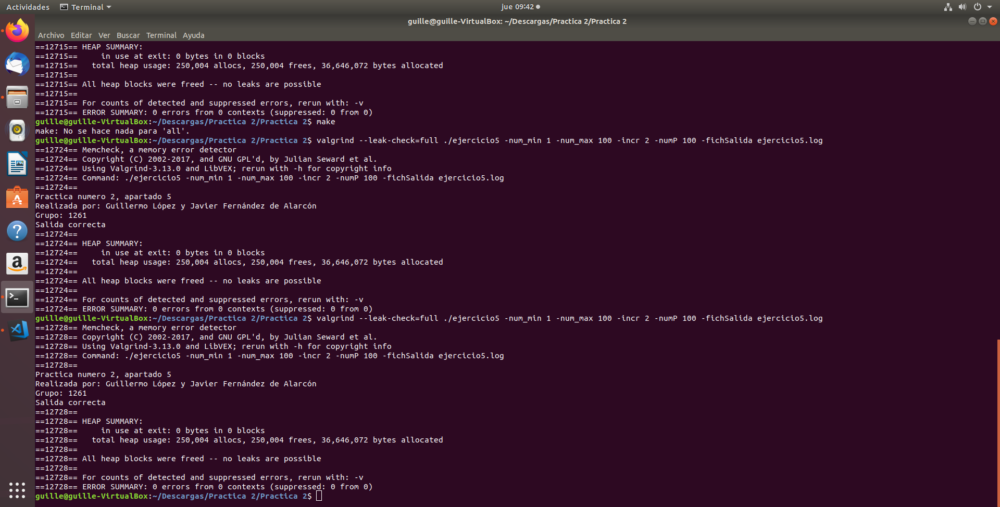 Actividades Terminal jue 09:42
guille@guille-VirtualBox: ~/Descargas/Practica 2/Practica 2
Archivo Editar Ver Buscar Terminal Ayuda
==12715== HEAP SUMMARY:
==12715==     in use at exit: 0 bytes in 0 blocks
==12715==   total heap usage: 250,004 allocs, 250,004 frees, 36,646,072 bytes allocated
==12715==
==12715== All heap blocks were freed -- no leaks are possible
==12715==
==12715== For counts of detected and suppressed errors, rerun with: -v
==12715== ERROR SUMMARY: 0 errors from 0 contexts (suppressed: 0 from 0)
guille@guille-VirtualBox:~/Descargas/Practica 2/Practica 2$ make
make: No se hace nada para 'all'.
guille@guille-VirtualBox:~/Descargas/Practica 2/Practica 2$ valgrind --leak-check=full ./ejercicio5 -num_min 1 -num_max 100 -incr 2 -numP 100 -fichSalida ejercicio5.log
==12724== Memcheck, a memory error detector
==12724== Copyright (C) 2002-2017, and GNU GPL'd, by Julian Seward et al.
==12724== Using Valgrind-3.13.0 and LibVEX; rerun with -h for copyright info
==12724== Command: ./ejercicio5 -num_min 1 -num_max 100 -incr 2 -numP 100 -fichSalida ejercicio5.log
==12724==
Practica numero 2, apartado 5
Realizada por: Guillermo López y Javier Fernández de Alarcón
Grupo: 1261
Salida correcta
==12724==
==12724== HEAP SUMMARY:
==12724==     in use at exit: 0 bytes in 0 blocks
==12724==   total heap usage: 250,004 allocs, 250,004 frees, 36,646,072 bytes allocated
==12724==
==12724== All heap blocks were freed -- no leaks are possible
==12724==
==12724== For counts of detected and suppressed errors, rerun with: -v
==12724== ERROR SUMMARY: 0 errors from 0 contexts (suppressed: 0 from 0)
guille@guille-VirtualBox:~/Descargas/Practica 2/Practica 2$ valgrind --leak-check=full ./ejercicio5 -num_min 1 -num_max 100 -incr 2 -numP 100 -fichSalida ejercicio5.log
==12728== Memcheck, a memory error detector
==12728== Copyright (C) 2002-2017, and GNU GPL'd, by Julian Seward et al.
==12728== Using Valgrind-3.13.0 and LibVEX; rerun with -h for copyright info
==12728== Command: ./ejercicio5 -num_min 1 -num_max 100 -incr 2 -numP 100 -fichSalida ejercicio5.log
==12728==
Practica numero 2, apartado 5
Realizada por: Guillermo López y Javier Fernández de Alarcón
Grupo: 1261
Salida correcta
==12728==
==12728== HEAP SUMMARY:
==12728==     in use at exit: 0 bytes in 0 blocks
==12728==   total heap usage: 250,004 allocs, 250,004 frees, 36,646,072 bytes allocated
==12728==
==12728== All heap blocks were freed -- no leaks are possible
==12728==
==12728== For counts of detected and suppressed errors, rerun with: -v
==12728== ERROR SUMMARY: 0 errors from 0 contexts (suppressed: 0 from 0)
guille@guille-VirtualBox:~/Descargas/Practica 2/Practica 2$